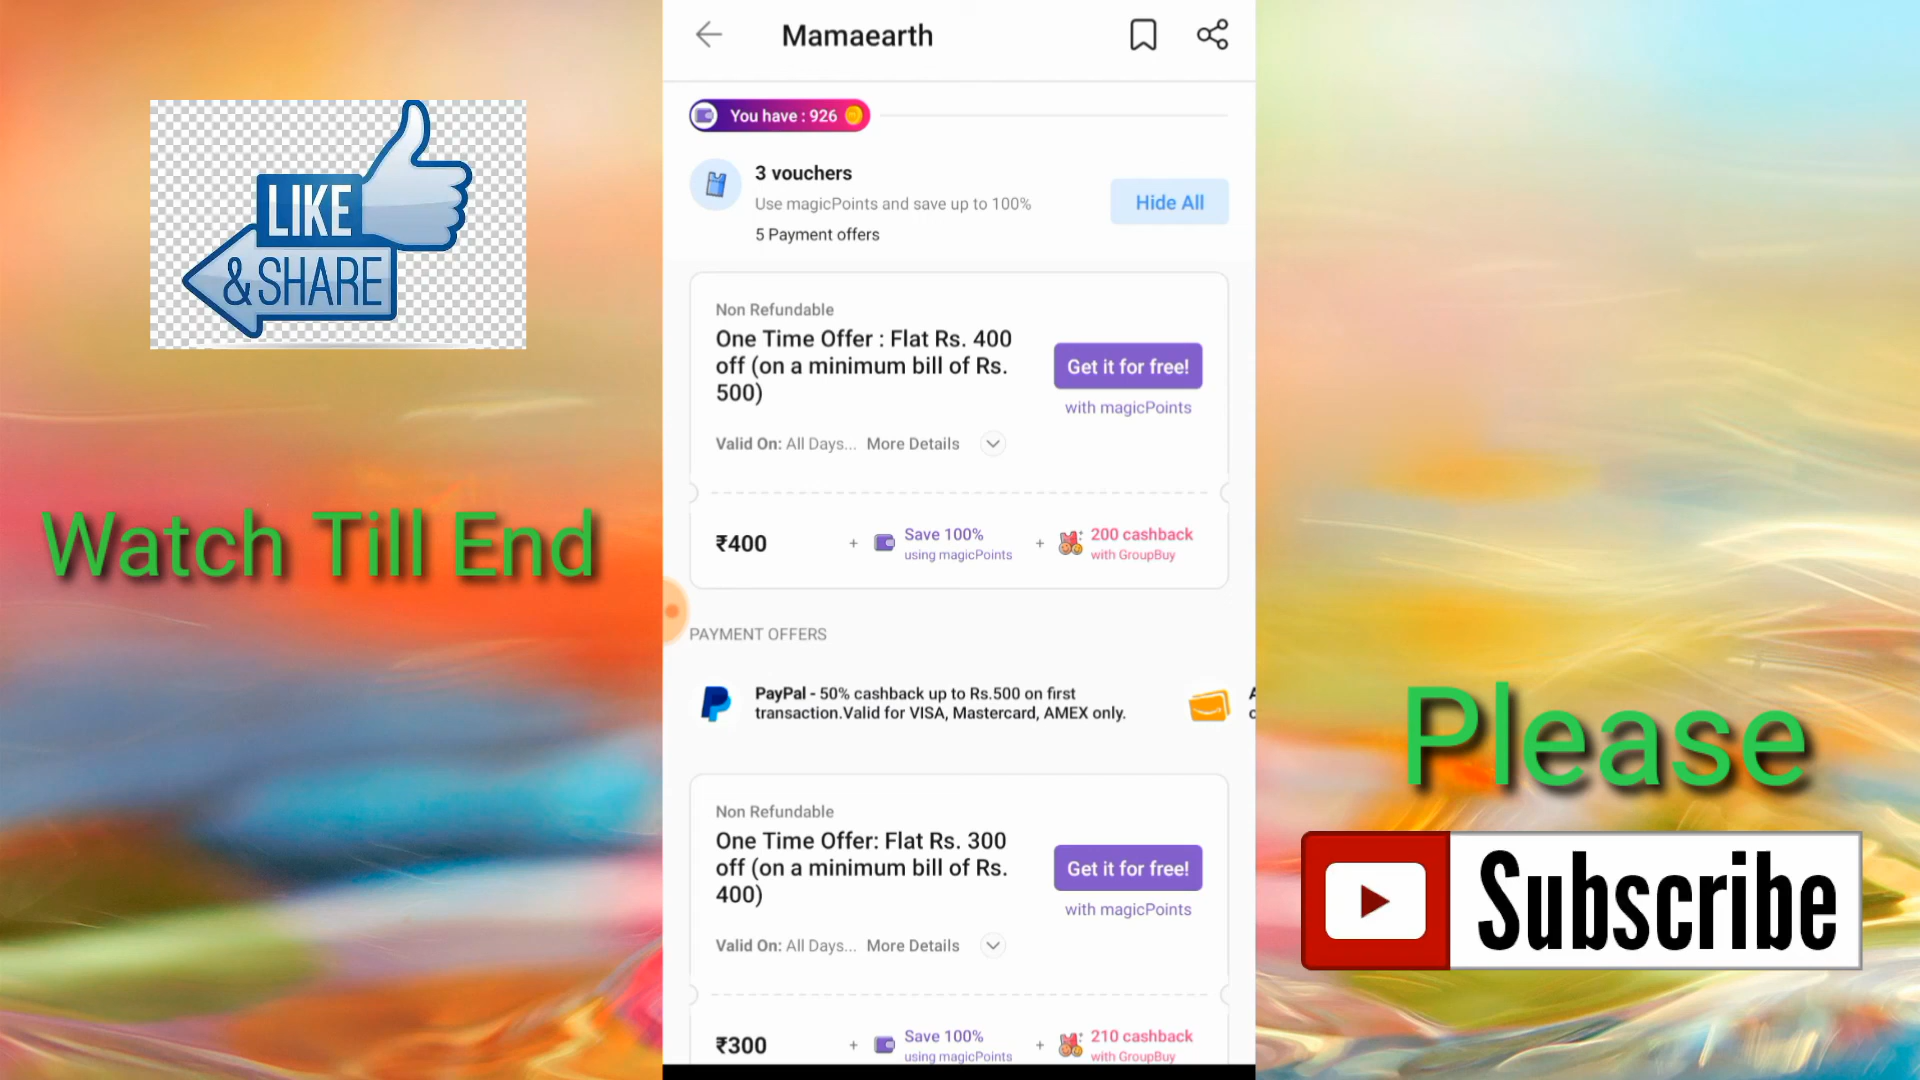 LIKE
& SHARE
Watch Till End
Mamaearth
You have : 926
3 vouchers
Use magicPoints and save up to 100%
5 Payment offers
Hide All
Non Refundable
One Time Offer : Flat Rs. 400
off (on a minimum bill of Rs.
500)
Get it for free!
with magicPoints
Valid On: All Days... More Details
₹400
+
Save 100%
using magicPoints
+
200 cashback
with GroupBuy
PAYMENT OFFERS
PayPal - 50% cashback up to Rs.500 on first
transaction.Valid for VISA, Mastercard, AMEX only.
Non Refundable
One Time Offer: Flat Rs. 300
off (on a minimum bill of Rs.
400)
Get it for free!
with magicPoints
Valid On: All Days... More Details
₹300
+
Save 100%
using magicPoints
+
210 cashback
with GroupBuy
Please
Subscribe